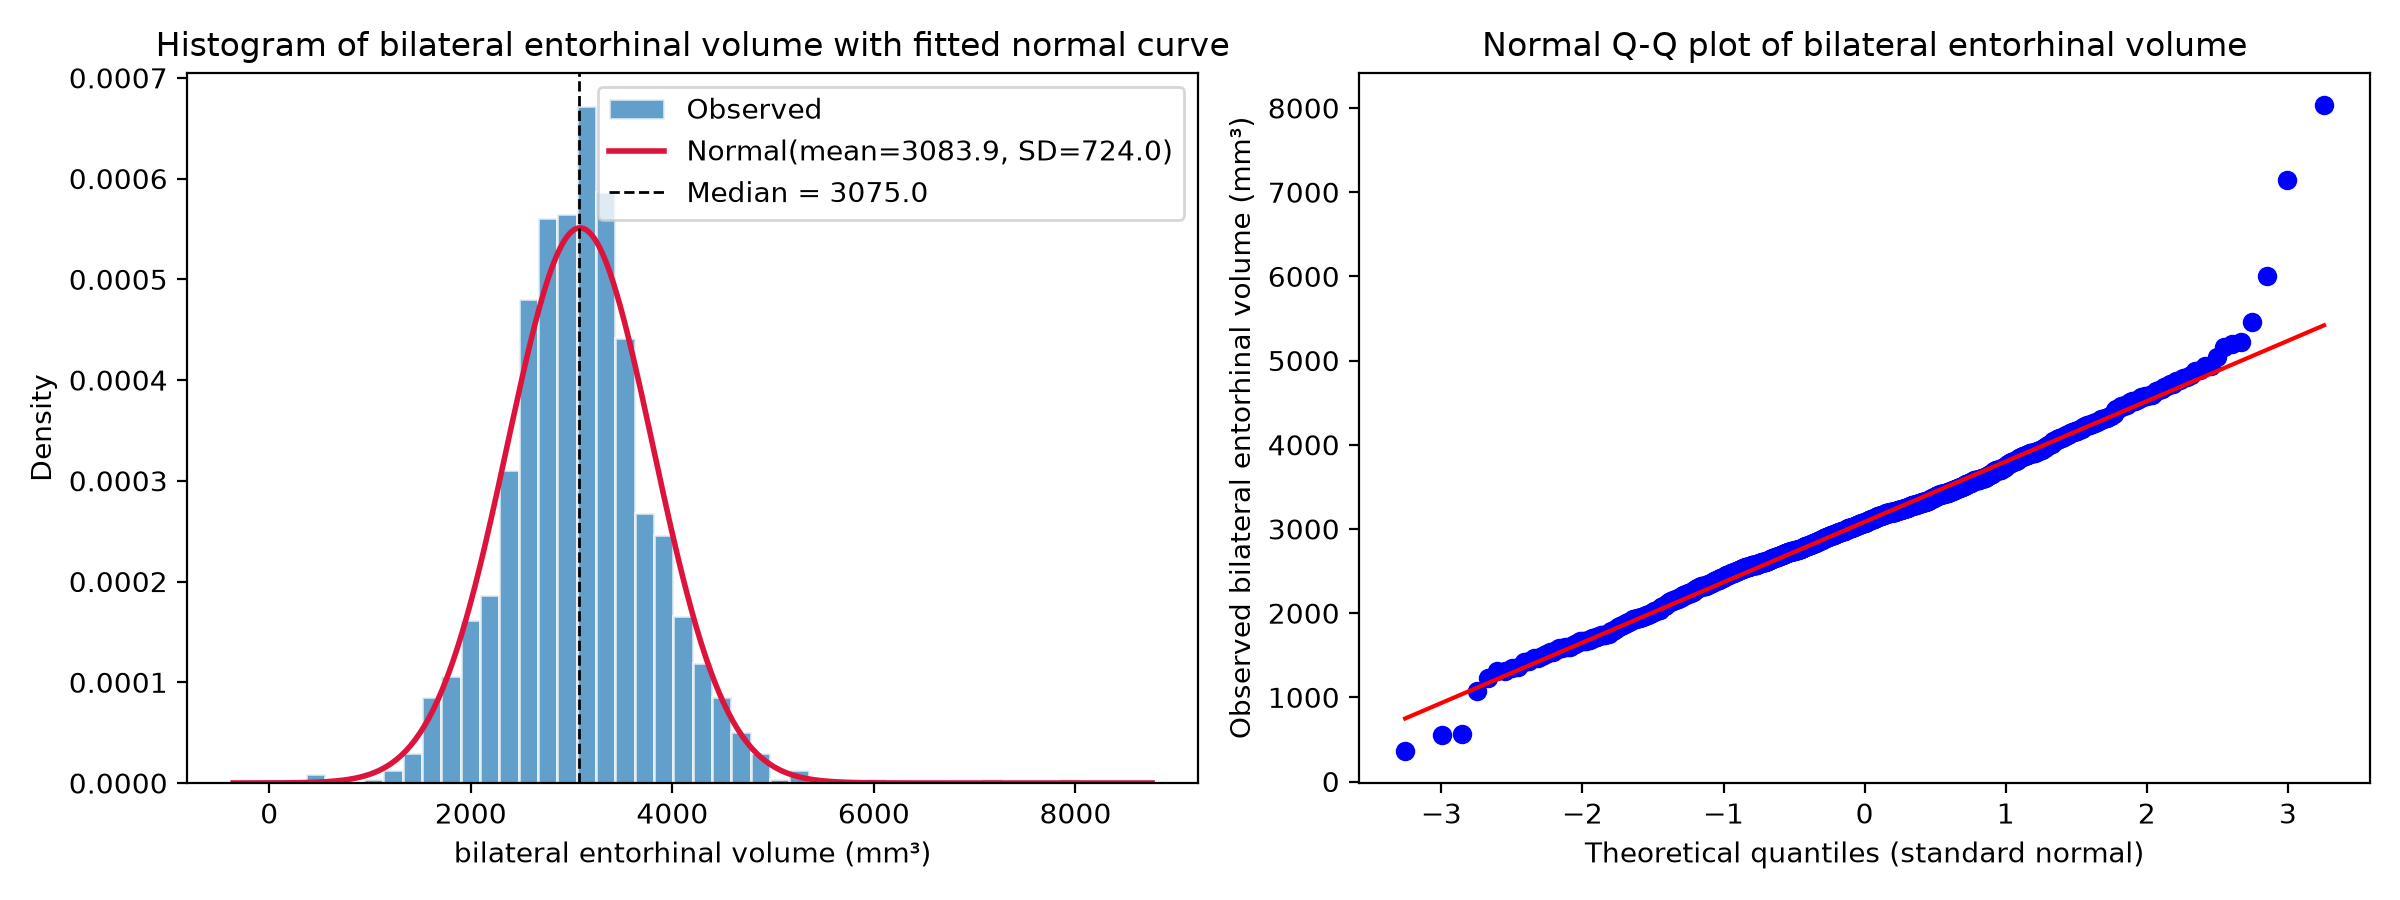 Histogram of bilateral entorhinal volume with fitted normal curve
0.0007
0.0006
0.0005
0.0004
0.0003
0.0002
0.0001
0.0000
Density
Observed
Normal(mean=3083.9, SD=724.0)
Median = 3075.0
0 2000 4000 6000 8000
bilateral entorhinal volume (mm³)
Normal Q-Q plot of bilateral entorhinal volume
8000
7000
6000
5000
4000
3000
2000
1000
0
Observed bilateral entorhinal volume (mm³)
−3 −2 −1 0 1 2 3
Theoretical quantiles (standard normal)